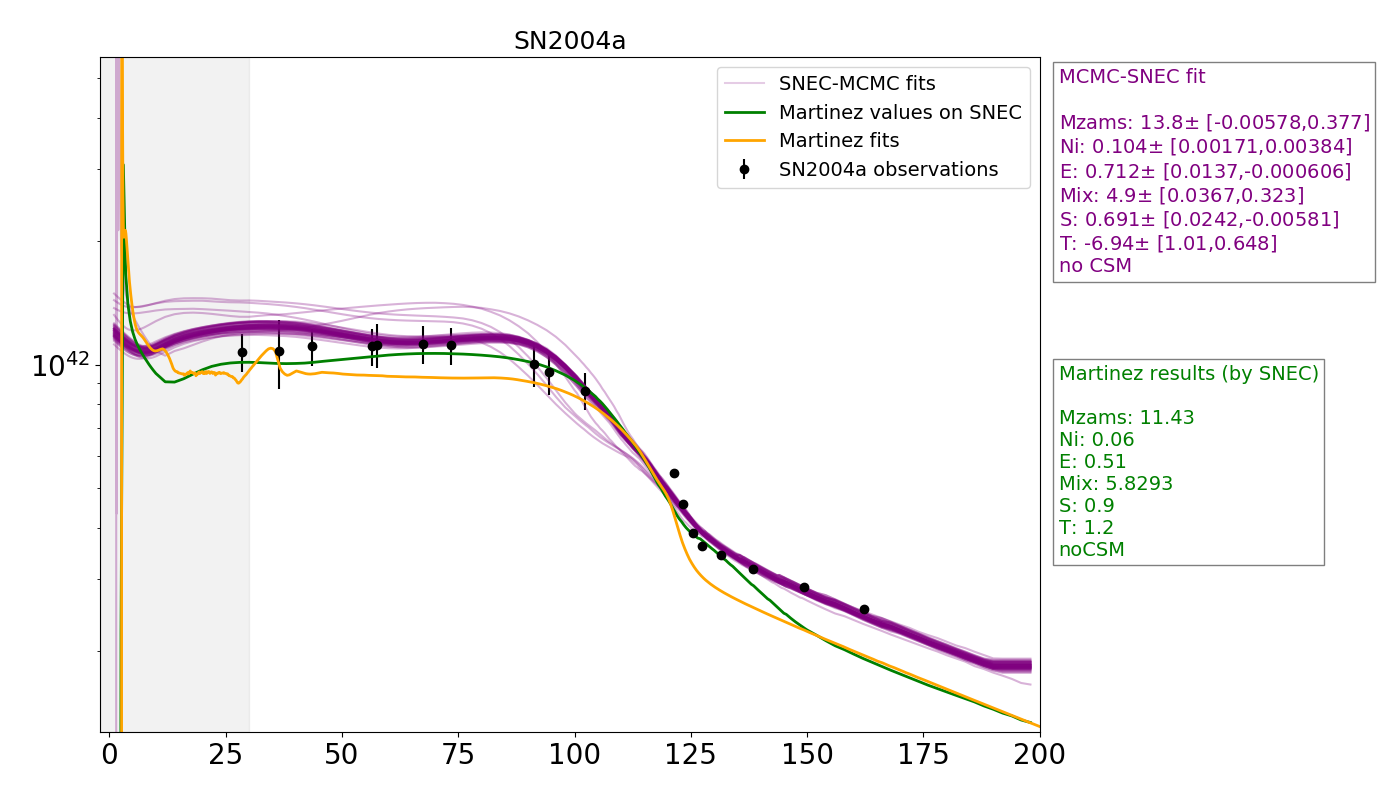 SN2004a
SNEC-MCMC fits
Martinez values on SNEC
Martinez fits
SN2004a observations
MCMC-SNEC fit
Mzams: 13.8± [-0.00578,0.377]
Ni: 0.104± [0.00171,0.00384]
E: 0.712± [0.0137,-0.000606]
Mix: 4.9± [0.0367,0.323]
S: 0.691± [0.0242,-0.00581]
T: -6.94± [1.01,0.648]
no CSM
10⁴²
Martinez results (by SNEC)
Mzams: 11.43
Ni: 0.06
E: 0.51
Mix: 5.8293
S: 0.9
T: 1.2
noCSM
0 25 50 75 100 125 150 175 200